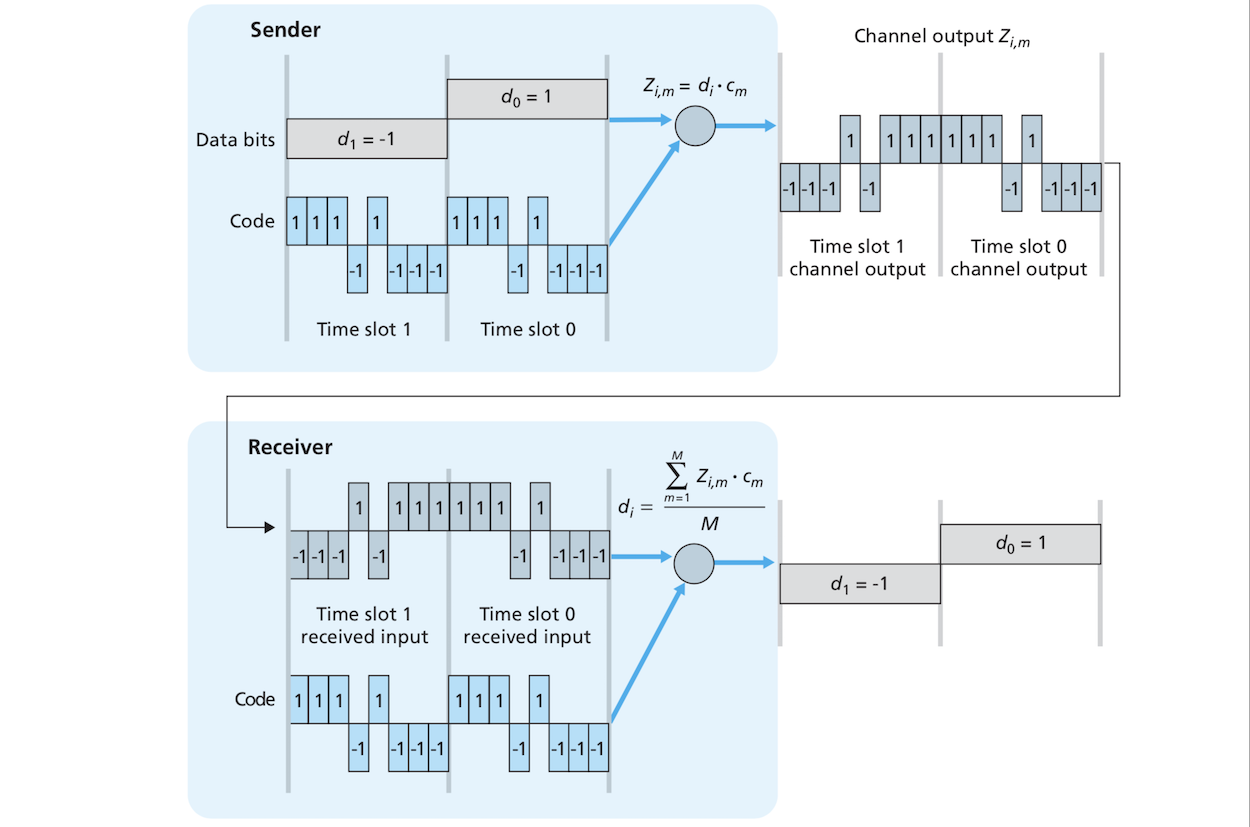 Sender
Channel output Z_{i,m}
Z_{i,m} = d_i · c_m
d_0 = 1
Data bits
d_1 = -1
1 1 1 1 1 1 1 1
-1 -1 -1 -1 -1 -1 -1 -1
Code
1 1 1 1 1 1 1 1
-1 -1 -1 -1 -1 -1 -1 -1
Time slot 1
Time slot 0
Time slot 1
channel output
Time slot 0
channel output
Receiver
d_i = \frac{\sum_{m=1}^{M} Z_{i,m} · c_m}{M}
1 1 1 1 1 1 1 1
-1 -1 -1 -1 -1 -1 -1 -1
d_0 = 1
d_1 = -1
Time slot 1
received input
Time slot 0
received input
Code
1 1 1 1 1 1 1 1
-1 -1 -1 -1 -1 -1 -1 -1